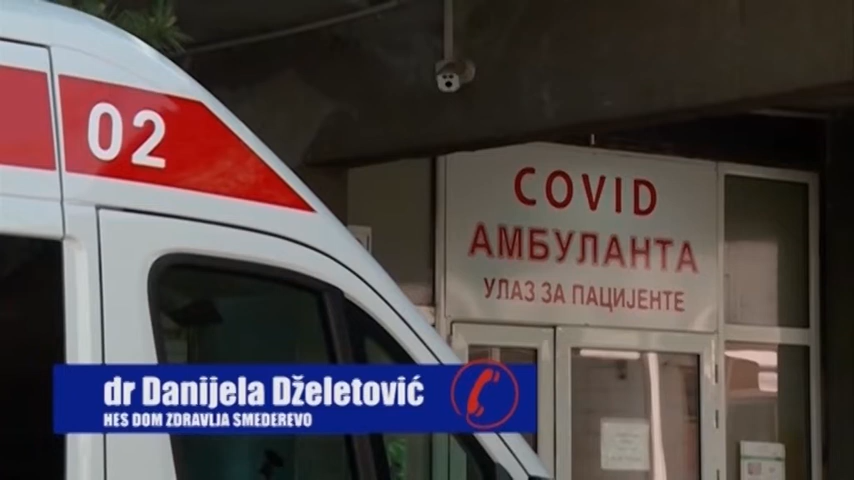 02
COVID
АМБУЛАНТА
УЛАЗ ЗА ПАЦИЈЕНТЕ
dr Danijela Dželetović
HES DOM ZDRAVLJA SMEDEREVO